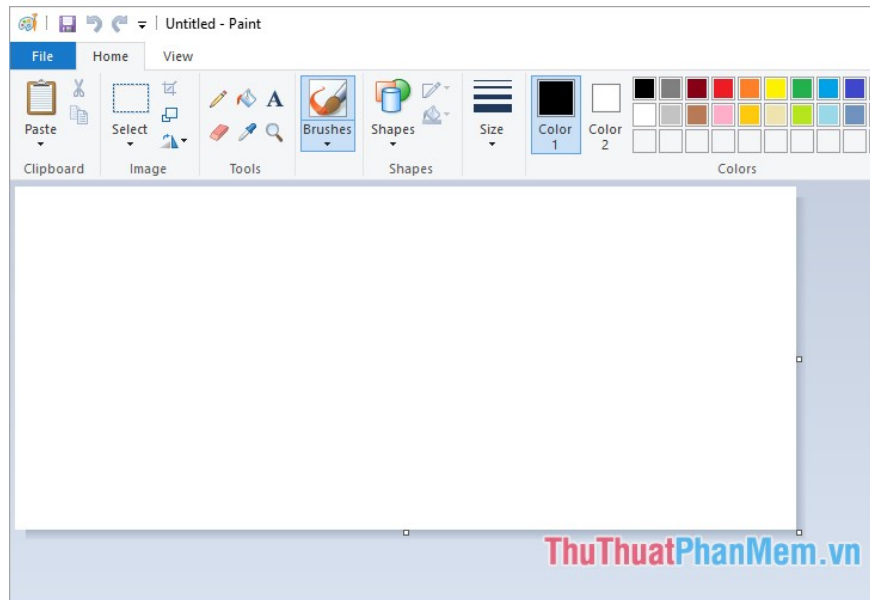 Untitled - Paint
File Home View
Paste Select Brushes Shapes Size Color 1 Color 2
Clipboard Image Tools Shapes Colors
ThuThuatPhanMem.vn